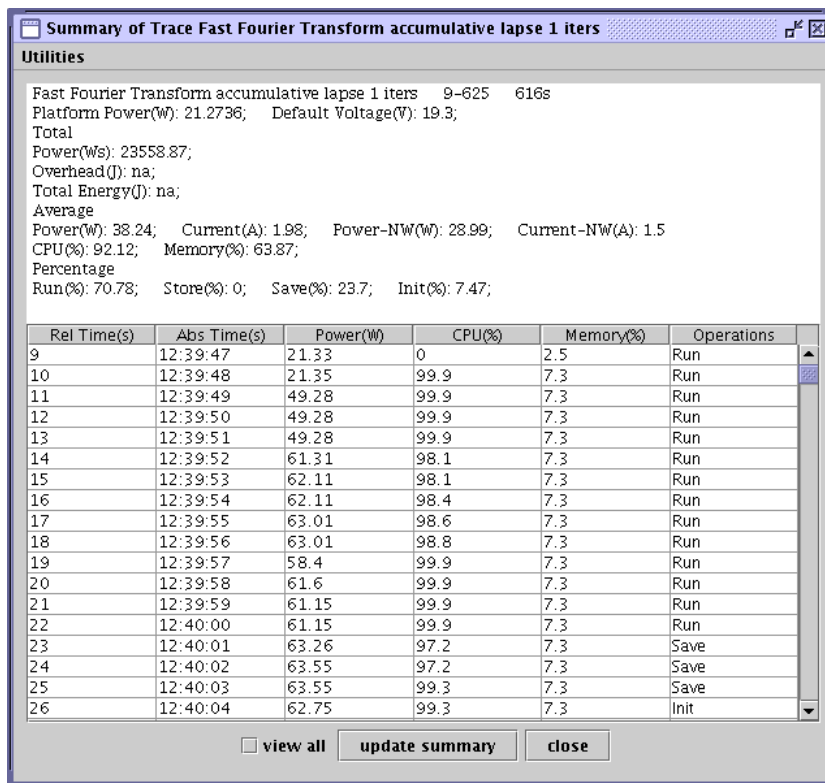 Summary of Trace Fast Fourier Transform accumulative lapse 1 iters
Utilities
Fast Fourier Transform accumulative lapse 1 iters 9-625 616s
Platform Power(W): 21.2736; Default Voltage(V): 19.3;
Total
Power(Ws): 23558.87;
Overhead(J): na;
Total Energy(J): na;
Average
Power(W): 38.24; Current(A): 1.98; Power-NW(W): 28.99; Current-NW(A): 1.5
CPU(%): 92.12; Memory(%): 63.87;
Percentage
Run(%): 70.78; Store(%): 0; Save(%): 23.7; Init(%): 7.47;
Rel Time(s) Abs Time(s) Power(W) CPU(%) Memory(%) Operations
9 12:39:47 21.33 0 2.5 Run
10 12:39:48 21.35 99.9 7.3 Run
11 12:39:49 49.28 99.9 7.3 Run
12 12:39:50 49.28 99.9 7.3 Run
13 12:39:51 49.28 99.9 7.3 Run
14 12:39:52 61.31 98.1 7.3 Run
15 12:39:53 62.11 98.1 7.3 Run
16 12:39:54 62.11 98.4 7.3 Run
17 12:39:55 63.01 98.6 7.3 Run
18 12:39:56 63.01 98.8 7.3 Run
19 12:39:57 58.4 99.9 7.3 Run
20 12:39:58 61.6 99.9 7.3 Run
21 12:39:59 61.15 99.9 7.3 Run
22 12:40:00 61.15 99.9 7.3 Run
23 12:40:01 63.26 97.2 7.3 Save
24 12:40:02 63.55 97.2 7.3 Save
25 12:40:03 63.55 99.3 7.3 Save
26 12:40:04 62.75 99.3 7.3 Init
view all update summary close